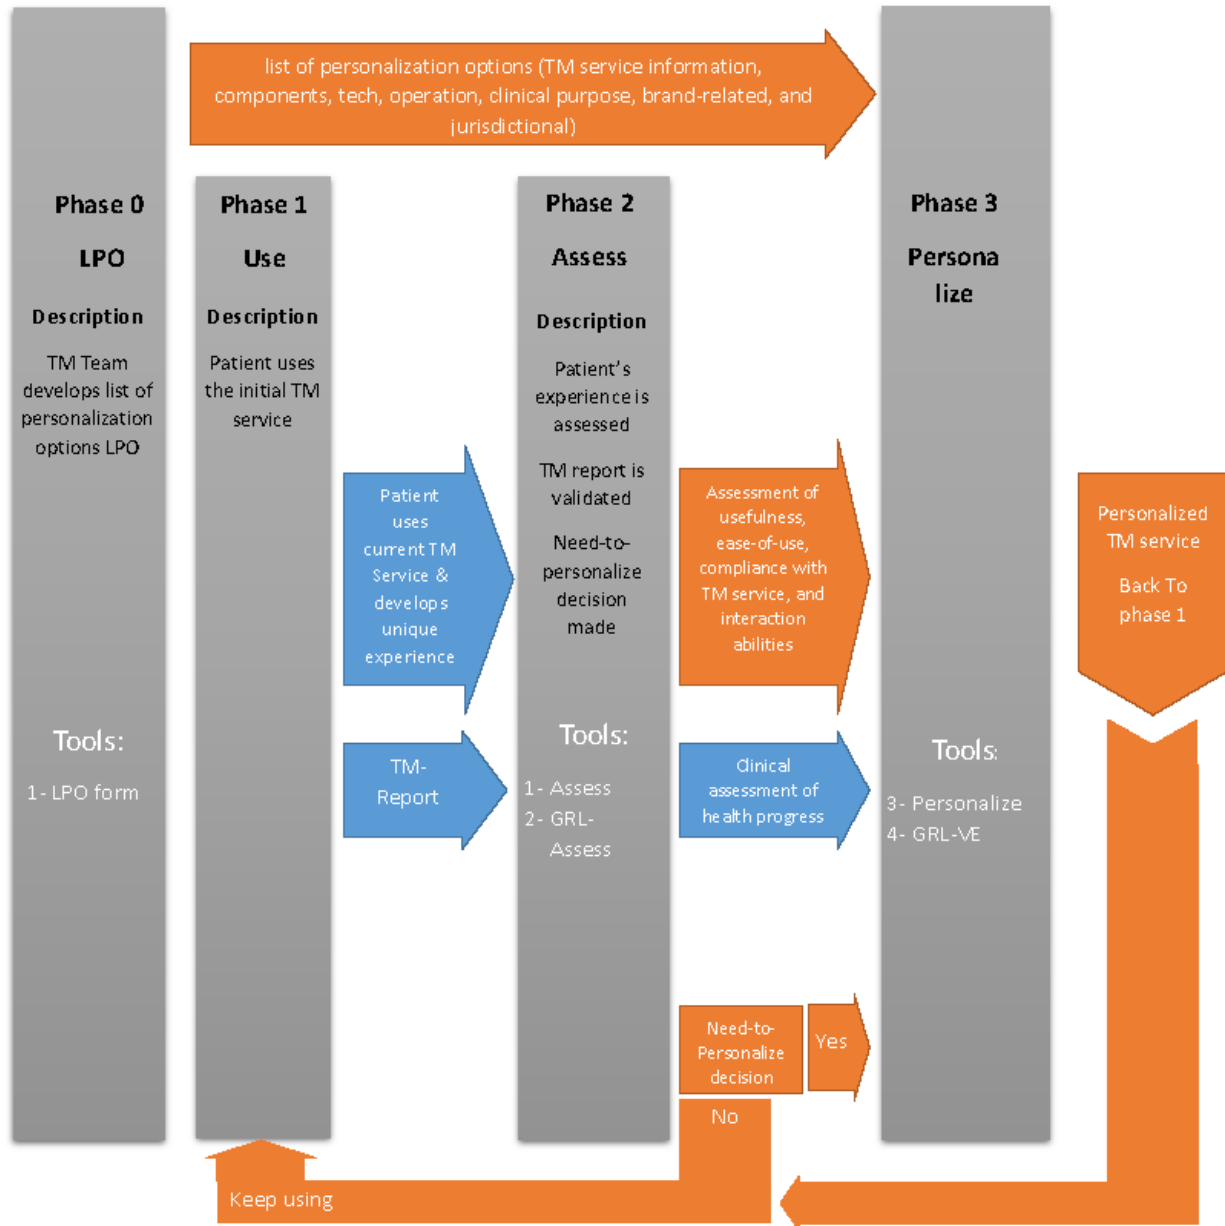 list of personalization options (TM service information,
components, tech, operation, clinical purpose, brand-related, and
jurisdictional)
Phase 0
LPO
Description
TM Team
develops list of
personalization
options LPO
Tools:
1- LPO form
Phase 1
Use
Description
Patient uses
the initial TM
service
Patient
uses
current TM
Service &
develops
unique
experience
TM-
Report
Phase 2
Assess
Description
Patient's
experience is
assessed
TM report is
validated
Need-to-
personalize
decision
made
Tools:
1- Assess
2- GRL-
Assess
Assessment of
usefulness,
ease-of-use,
compliance with
TM service, and
interaction
abilities
Clinical
assessment of
health progress
Need-to-
Personalize
decision
Yes
No
Keep using
Phase 3
Persona
lize
Tools:
3- Personalize
4- GRL-VE
Personalized
TM service
Back To
phase 1